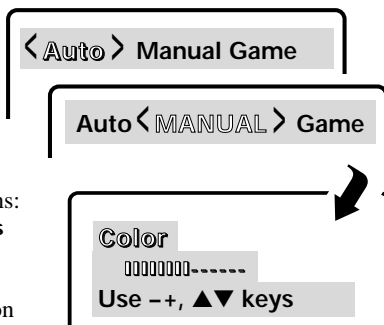 <Auto> Manual Game
Auto<MANUAL> Game
ns:
s
Color
Use –+, ▲▼ keys
on